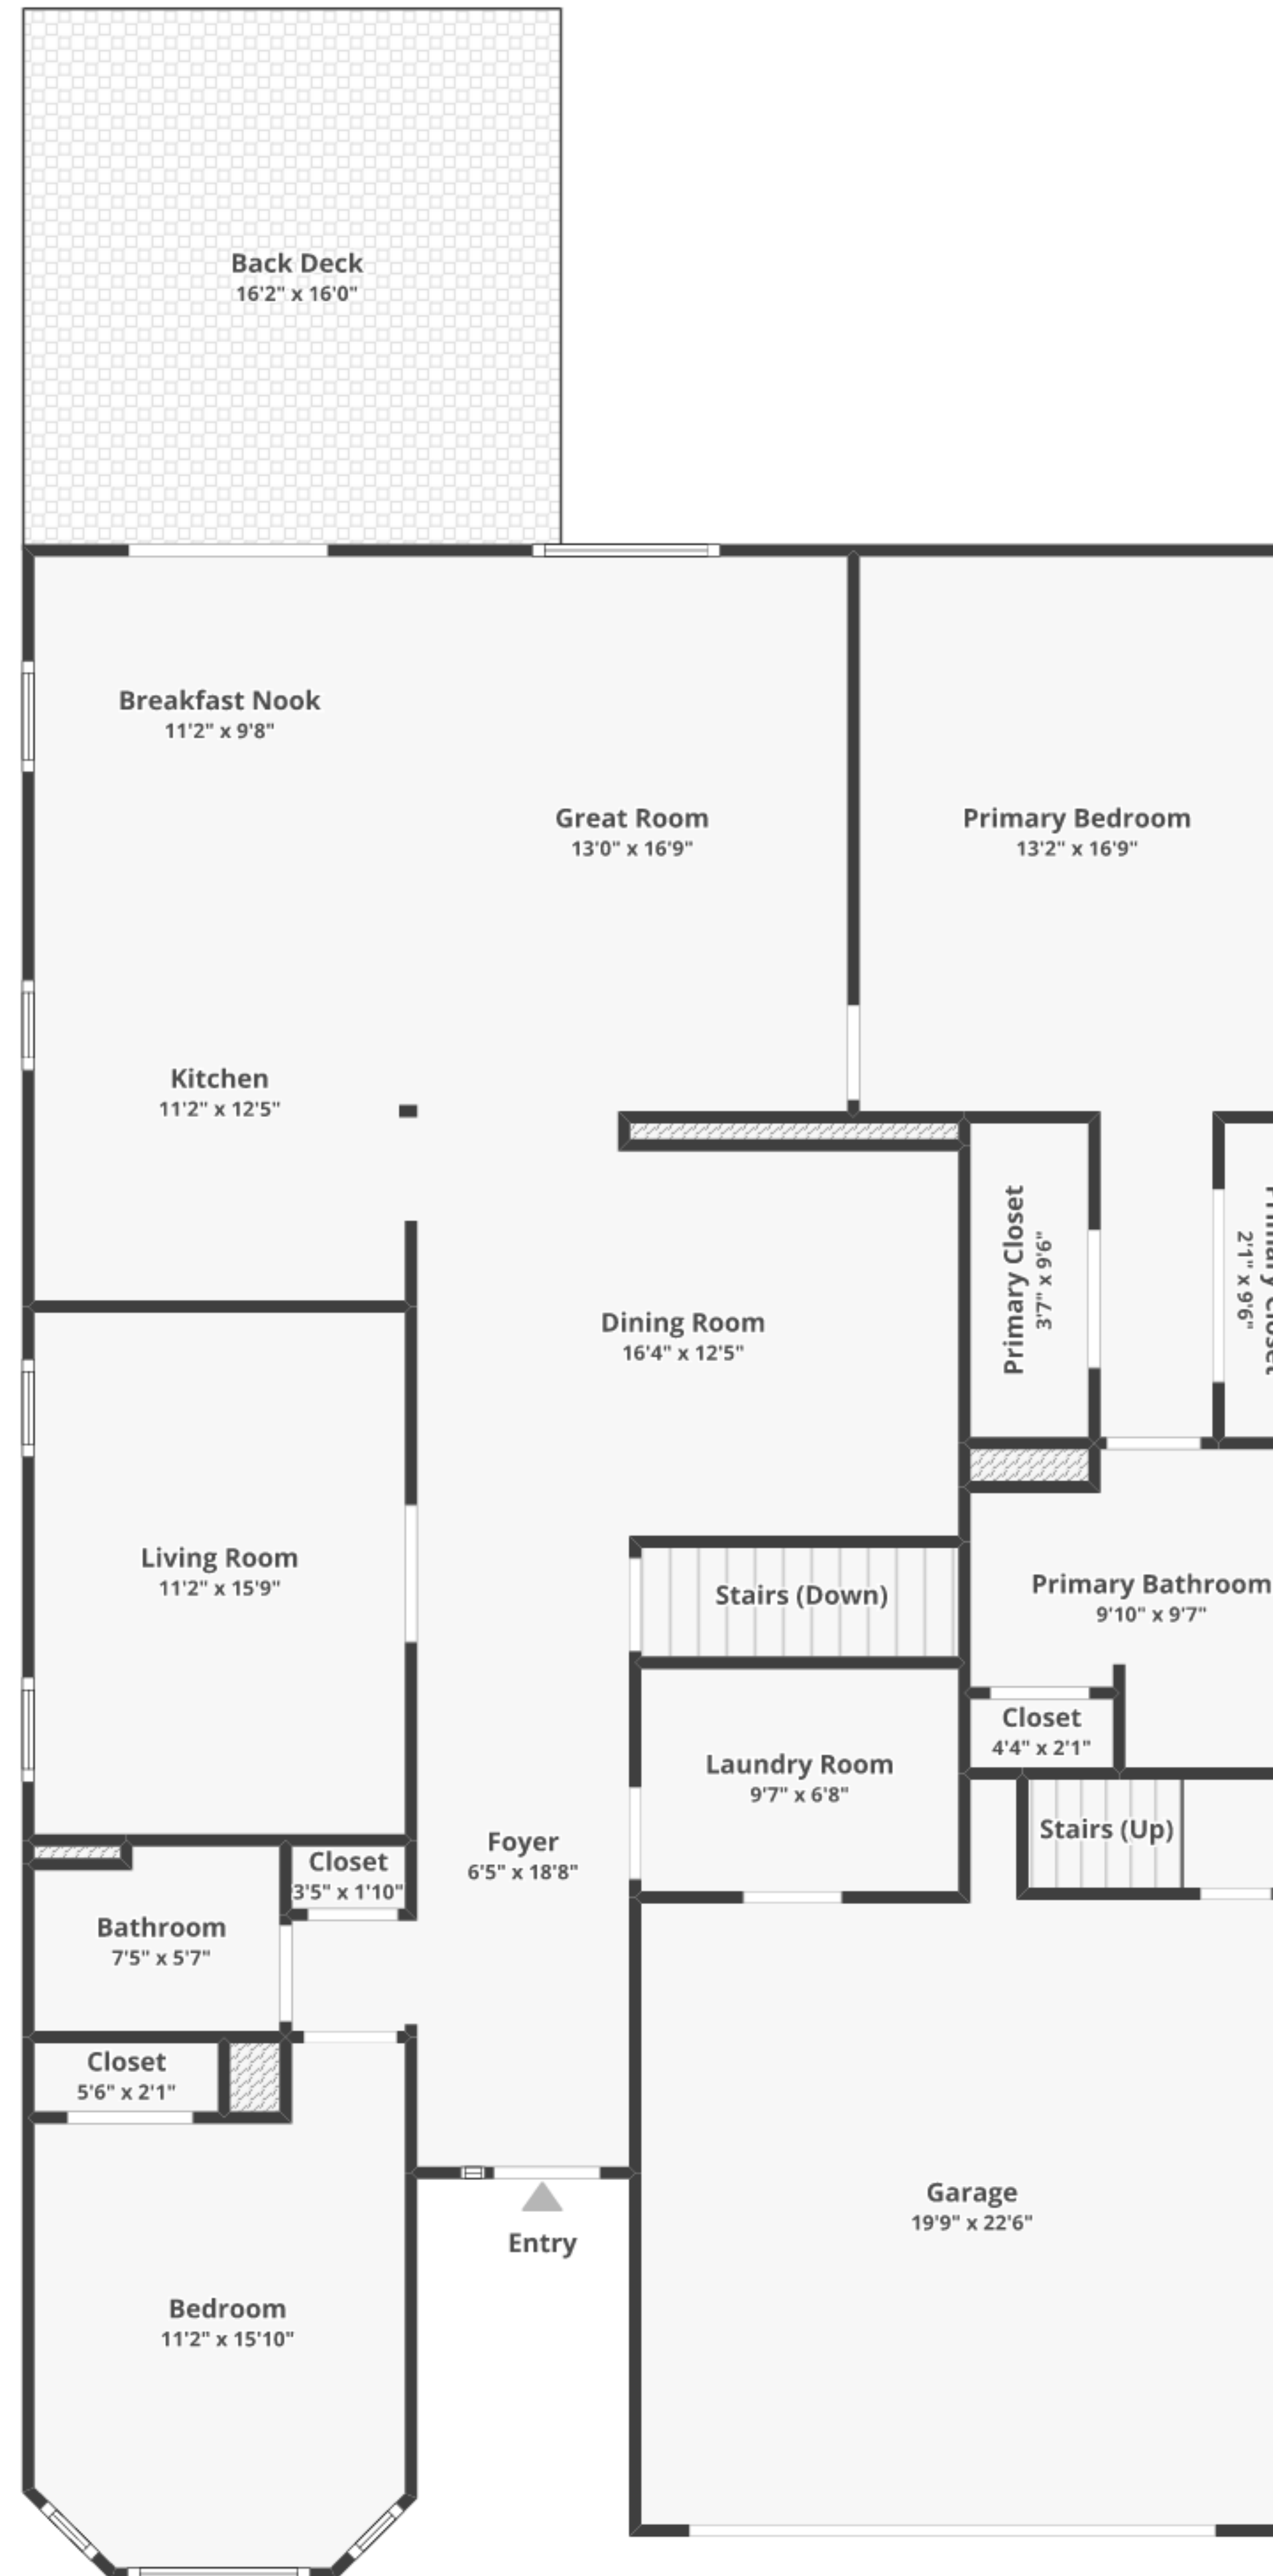 Back Deck
16'2" x 16'0"
Breakfast Nook
11'2" x 9'8"
Great Room
13'0" x 16'9"
Primary Bedroom
13'2" x 16'9"
Kitchen
11'2" x 12'5"
Primary Closet
3'7" x 9'6"
Primary Closet
2'1" x 9'6"
Dining Room
16'4" x 12'5"
Living Room
11'2" x 15'9"
Stairs (Down)
Primary Bathroom
9'10" x 9'7"
Closet
4'4" x 2'1"
Laundry Room
9'7" x 6'8"
Stairs (Up)
Foyer
6'5" x 18'8"
Closet
3'5" x 1'10"
Bathroom
7'5" x 5'7"
Closet
5'6" x 2'1"
Garage
19'9" x 22'6"
Entry
Bedroom
11'2" x 15'10"